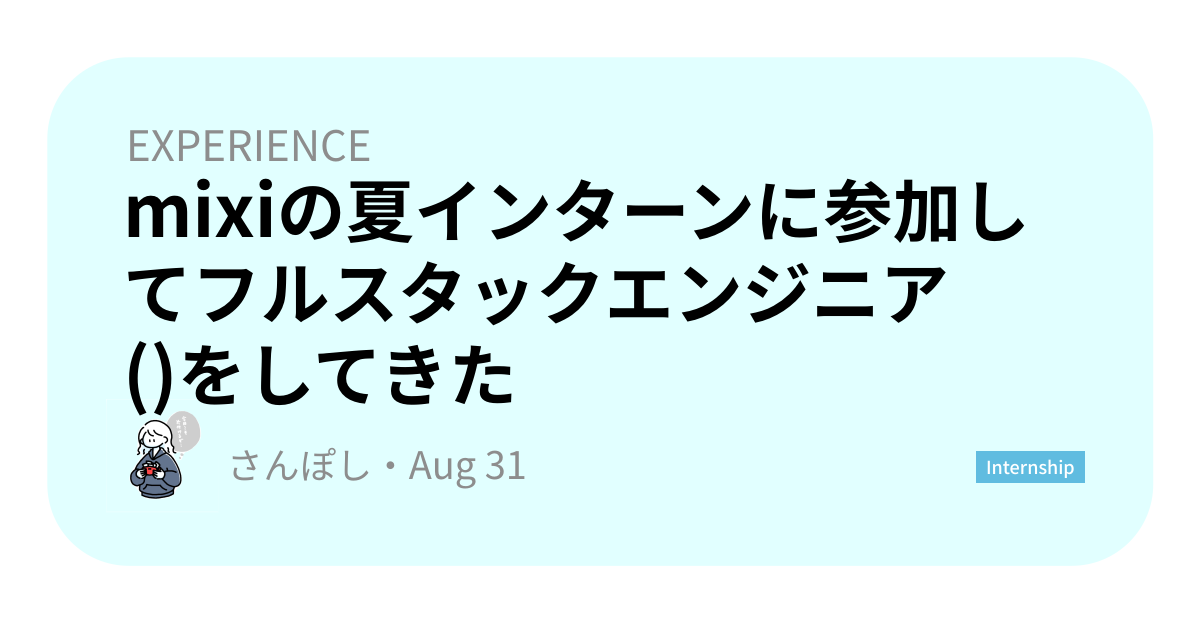 EXPERIENCE
mixiの夏インターンに参加し
てフルスタックエンジニア
()をしてきた
さんぽし・Aug 31
Internship